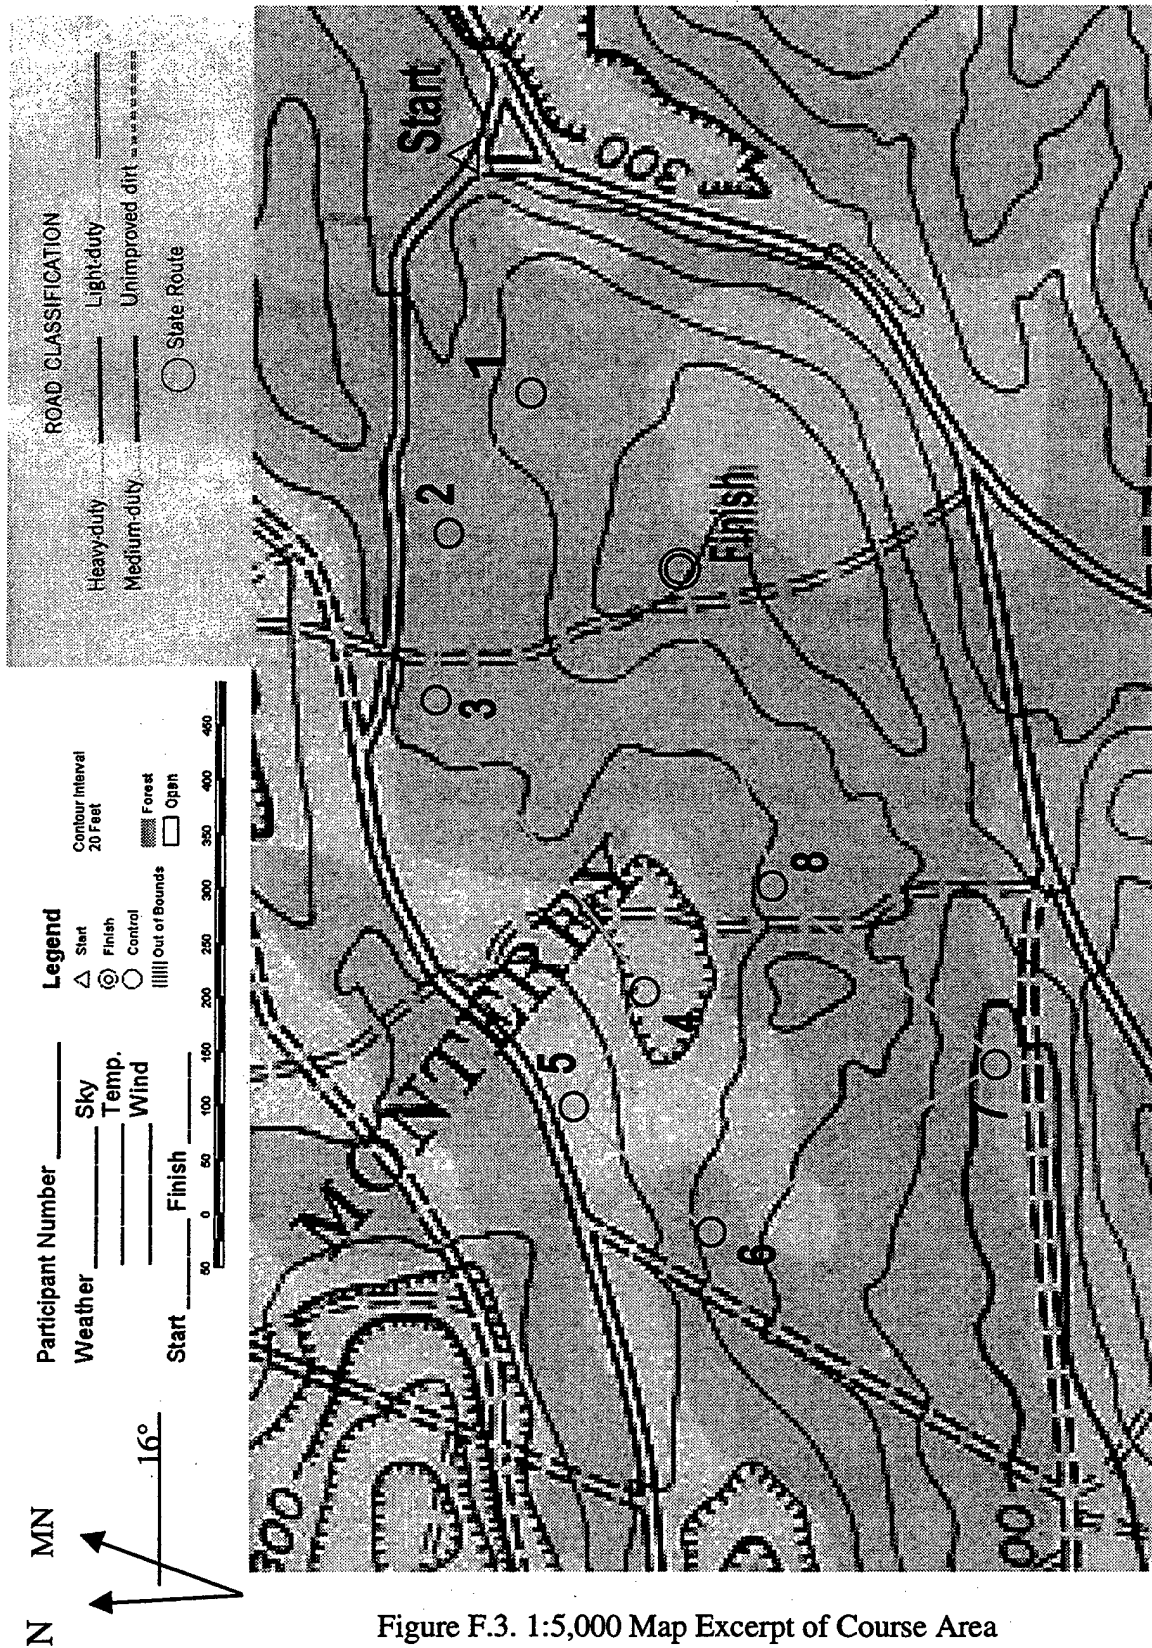 N MN
16°
Participant Number
Weather Sky
Temp.
Wind
Start Finish
50 0 50 100 150 200 250 300 350 400 450
Legend
Start
Finish
Control
Out of Bounds
Contour Interval
20 Feet
Forest
Open
ROAD CLASSIFICATION
Heavy-duty Light-duty
Medium-duty Unimproved dirt
State Route
Start
300
1
2
3
Finish
MONTEREY
4
5
6
7
8
Figure F.3. 1:5,000 Map Excerpt of Course Area